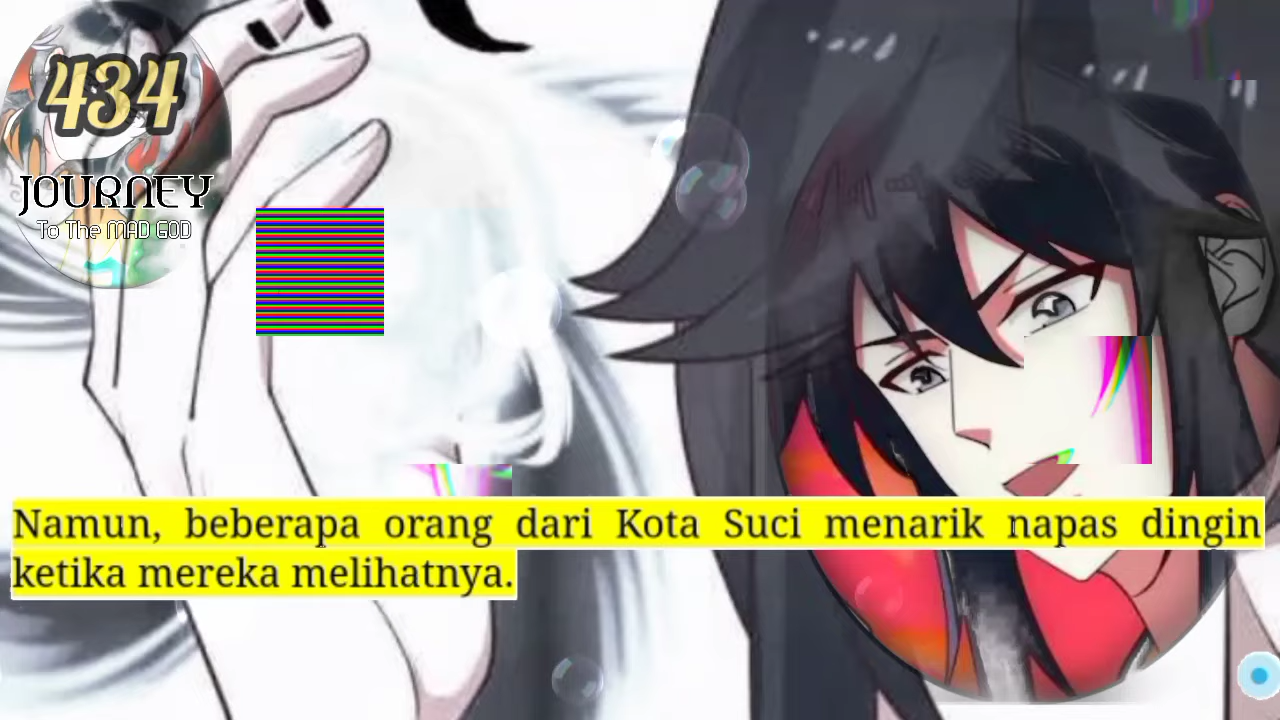 434
JOURNEY
To The MAD GOD
Namun, beberapa orang dari Kota Suci menarik napas dingin
ketika mereka melihatnya.